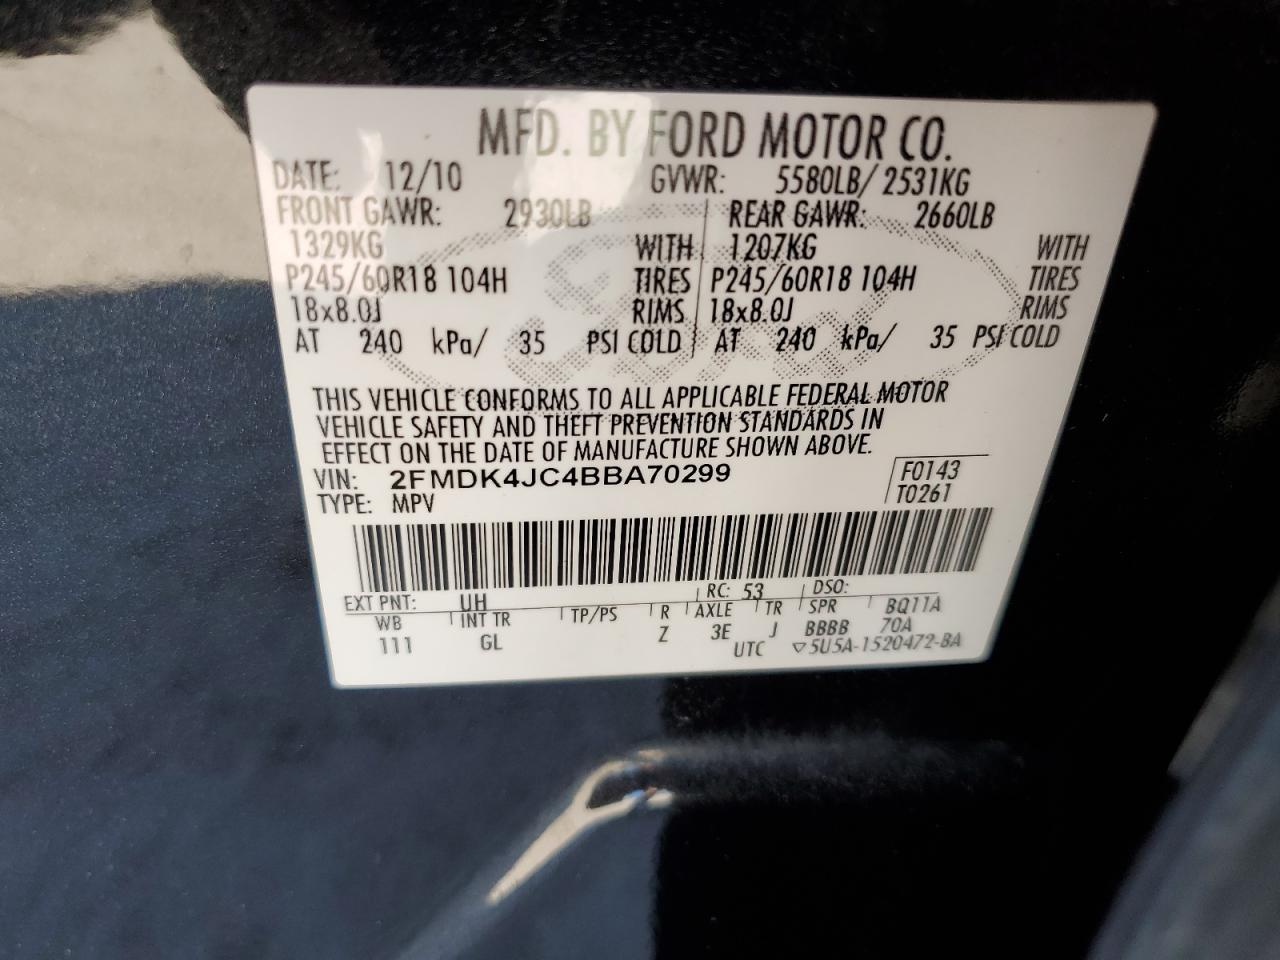 MFD. BY FORD MOTOR CO.
DATE: 12/10 GVWR: 5580LB/ 2531KG
FRONT GAWR: 2930LB REAR GAWR: 2660LB
1329KG WITH 1207KG WITH
P245/60R18 104H TIRES P245/60R18 104H TIRES
18x8.0J RIMS 18x8.0J RIMS
AT 240 kPa/ 35 PSI COLD AT 240 kPa/ 35 PSI COLD
THIS VEHICLE CONFORMS TO ALL APPLICABLE FEDERAL MOTOR
VEHICLE SAFETY AND THEFT PREVENTION STANDARDS IN
EFFECT ON THE DATE OF MANUFACTURE SHOWN ABOVE.
VIN: 2FMDK4JC4BBA70299 F0143
TYPE: MPV T0261
EXT PNT: UH RC: 53 DSO:
WB INT TR TP/PS R AXLE TR SPR BQ11A
111 GL Z 3E J BBBB 70A
UTC ▽5U5A-1520472-BA